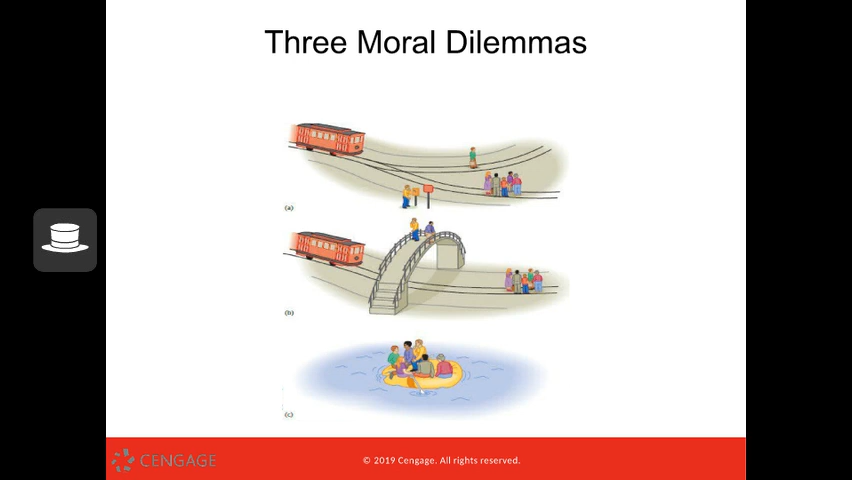 Three Moral Dilemmas
(a)
(b)
(c)
CENGAGE
© 2019 Cengage. All rights reserved.